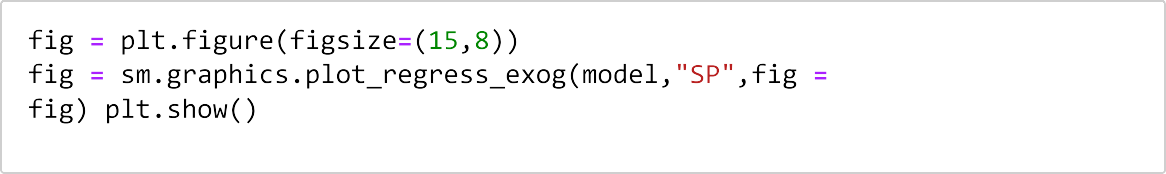 fig = plt.figure(figsize=(15,8))
fig = sm.graphics.plot_regress_exog(model,"SP",fig =
fig) plt.show()